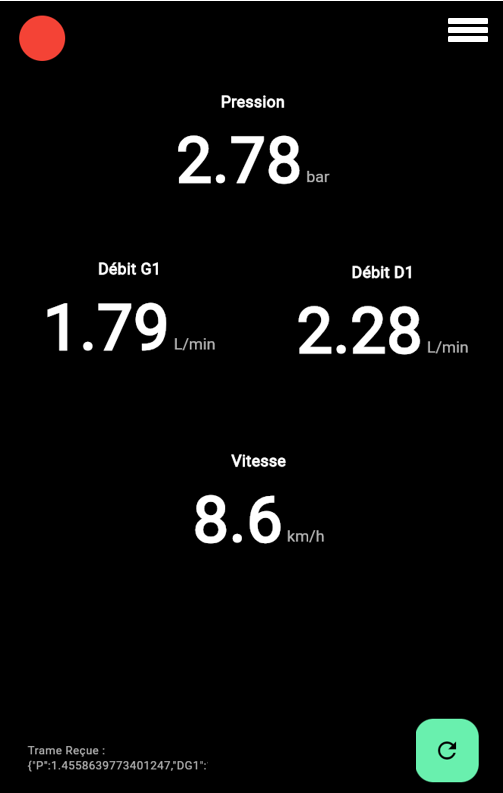 Pression
2.78 bar
Débit G1
1.79 L/min
Débit D1
2.28 L/min
Vitesse
8.6 km/h
Trame Reçue :
{"P":1.4558639773401247,"DG1":